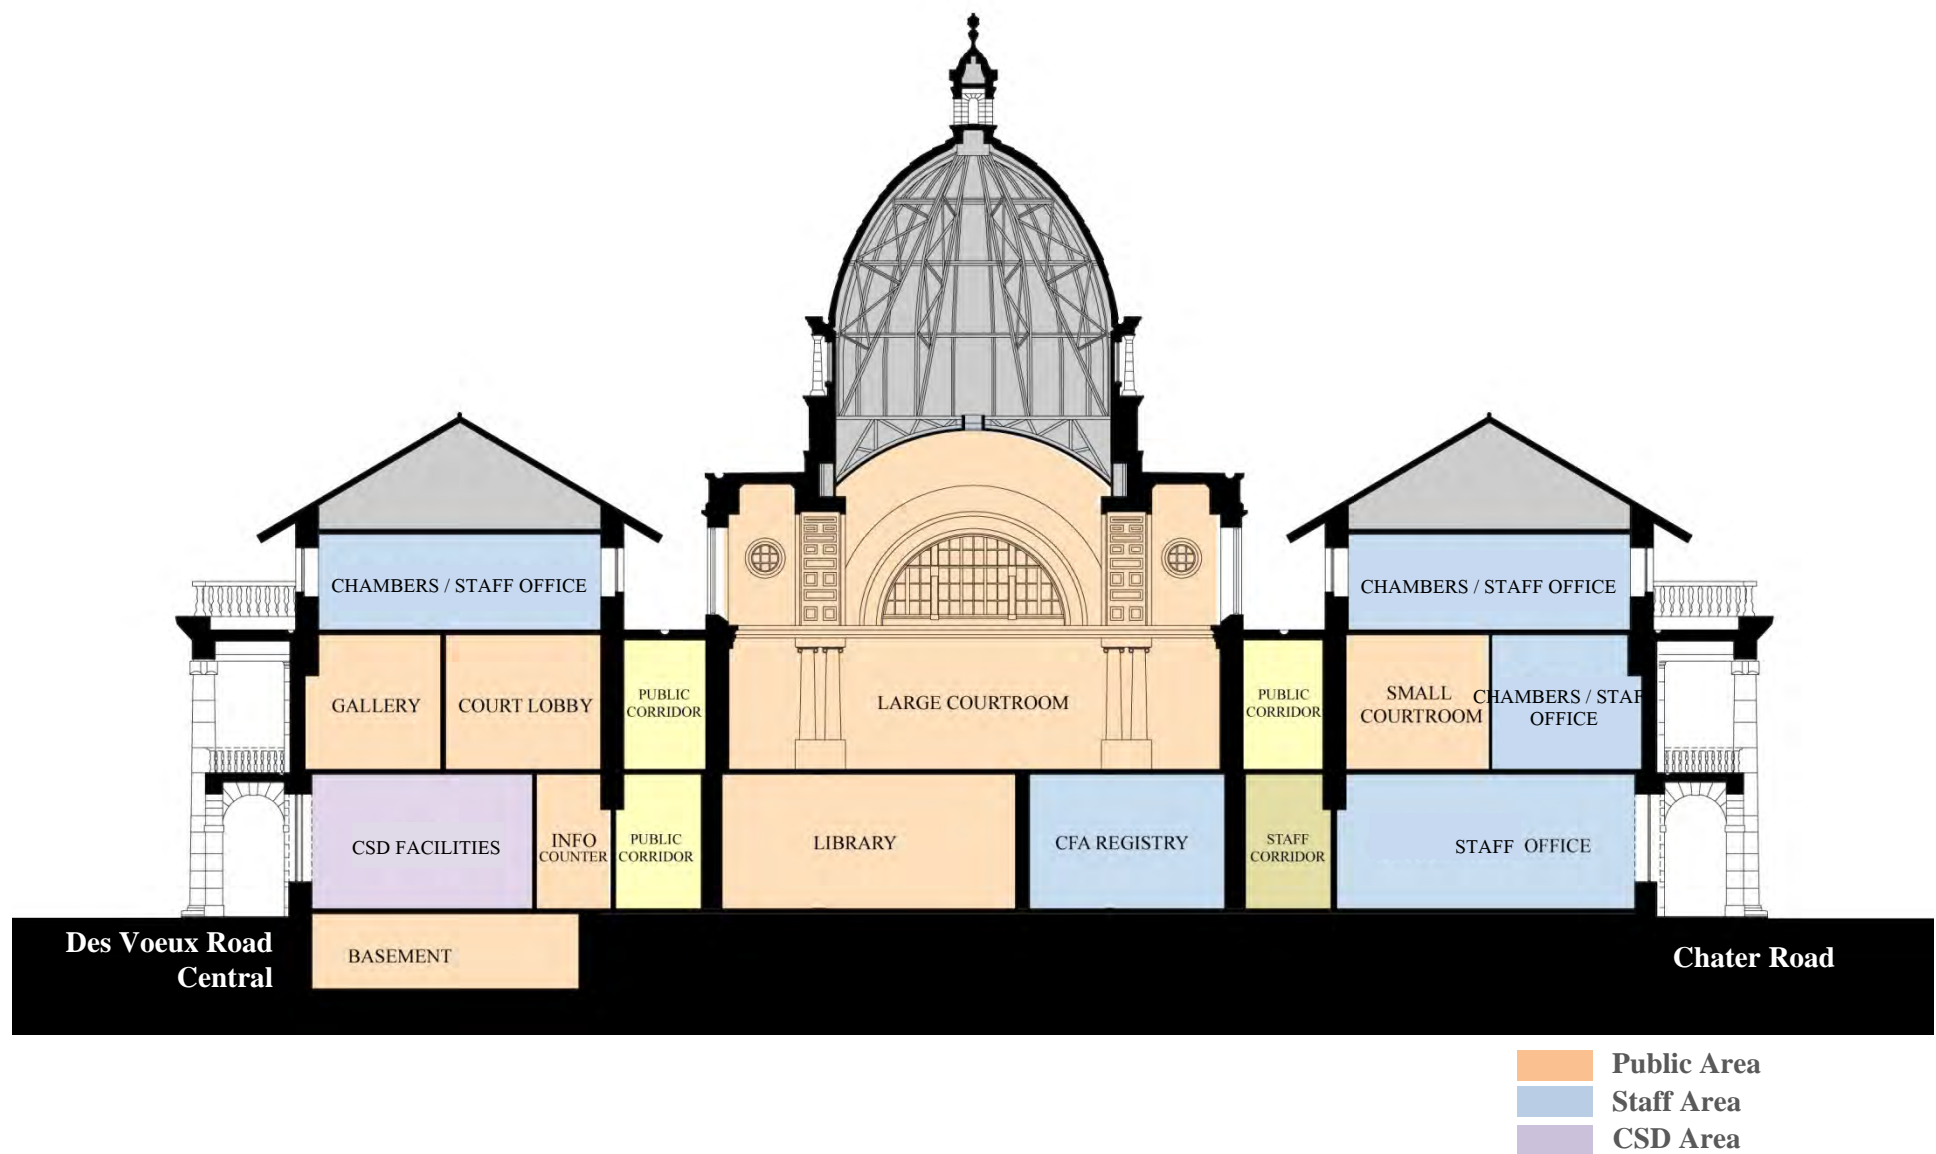 CHAMBERS / STAFF OFFICE
CHAMBERS / STAFF OFFICE
GALLERY
COURT LOBBY
PUBLIC
CORRIDOR
LARGE COURTROOM
PUBLIC
CORRIDOR
SMALL
COURTROOM
CHAMBERS / STAF
OFFICE
CSD FACILITIES
INFO
COUNTER
PUBLIC
CORRIDOR
LIBRARY
CFA REGISTRY
STAFF
CORRIDOR
STAFF OFFICE
Des Voeux Road
Central
BASEMENT
Chater Road
Public Area
Staff Area
CSD Area